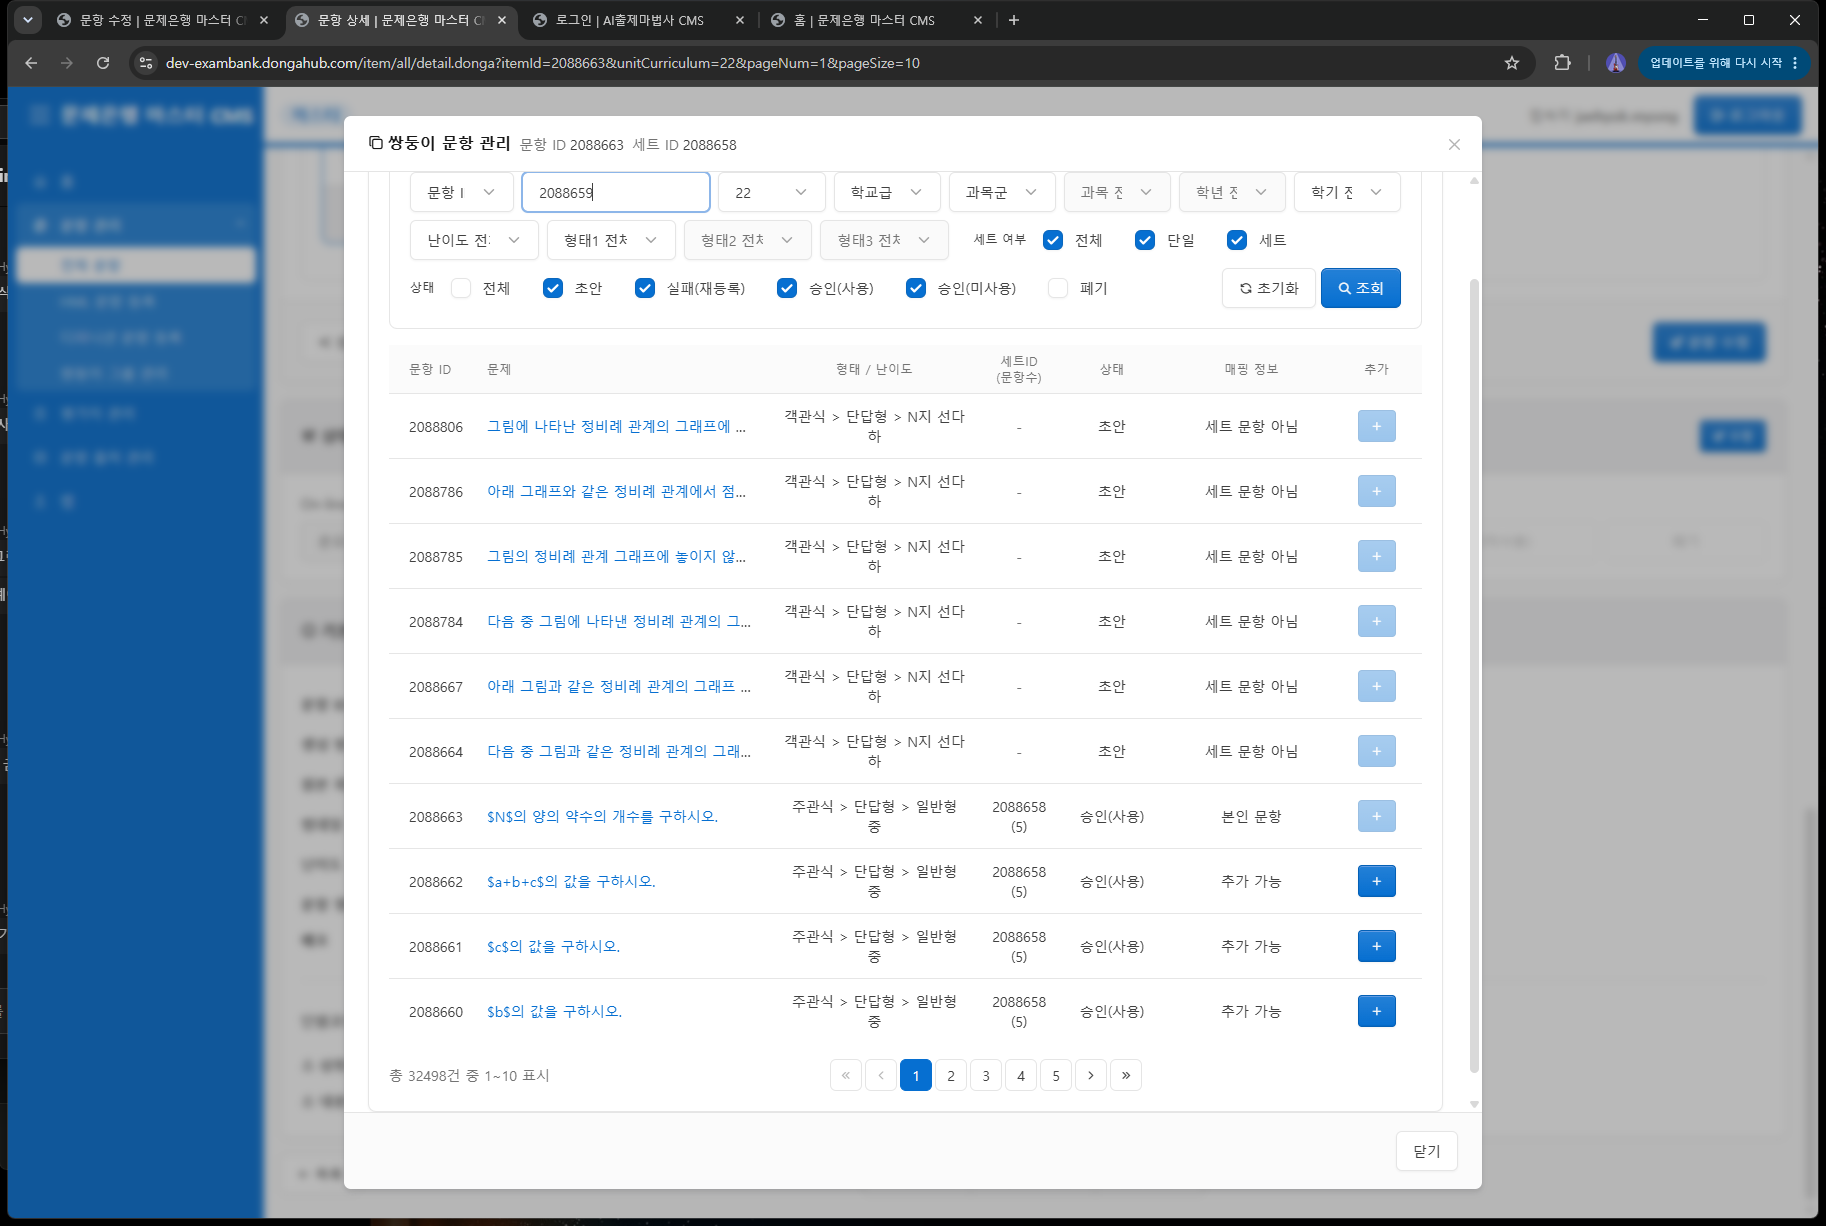 문항 수정 | 문제은행 마스터 C
문항 상세 | 문제은행 마스터 C
로그인 | AI출제마법사 CMS
홈 | 문제은행 마스터 CMS
dev-exambank.dongahub.com/item/all/detail.donga?itemId=2088663&unitCurriculum=22&pageNum=1&pageSize=10
업데이트를 위해 다시 시작
문제은행 마스터 CMS
쌍둥이 문항 관리 문항 ID 2088663 세트 ID 2088658
문항 I 2088659 22 학교급 과목군 과목 전 학년 전 학기 전
난이도 전 형태1 전체 형태2 전체 형태3 전체 세트 여부 전체 단일 세트
상태 전체 초안 실패(재등록) 승인(사용) 승인(미사용) 폐기 초기화 조회
문항 ID 문제 형태 / 난이도 세트ID (문항수) 상태 매핑 정보 추가
2088806 그림에 나타난 정비례 관계의 그래프에 ... 객관식 > 단답형 > N지 선다 하 - 초안 세트 문항 아님 +
2088786 아래 그래프와 같은 정비례 관계에서 점... 객관식 > 단답형 > N지 선다 하 - 초안 세트 문항 아님 +
2088785 그림의 정비례 관계 그래프에 놓이지 않... 객관식 > 단답형 > N지 선다 하 - 초안 세트 문항 아님 +
2088784 다음 중 그림에 나타낸 정비례 관계의 그... 객관식 > 단답형 > N지 선다 하 - 초안 세트 문항 아님 +
2088667 아래 그림과 같은 정비례 관계의 그래프 ... 객관식 > 단답형 > N지 선다 하 - 초안 세트 문항 아님 +
2088664 다음 중 그림과 같은 정비례 관계의 그래... 객관식 > 단답형 > N지 선다 하 - 초안 세트 문항 아님 +
2088663 $N$의 양의 약수의 개수를 구하시오. 주관식 > 단답형 > 일반형 중 2088658 (5) 승인(사용) 본인 문항 +
2088662 $a+b+c$의 값을 구하시오. 주관식 > 단답형 > 일반형 중 2088658 (5) 승인(사용) 추가 가능 +
2088661 $c$의 값을 구하시오. 주관식 > 단답형 > 일반형 중 2088658 (5) 승인(사용) 추가 가능 +
2088660 $b$의 값을 구하시오. 주관식 > 단답형 > 일반형 중 2088658 (5) 승인(사용) 추가 가능 +
총 32498건 중 1~10 표시 « ‹ 1 2 3 4 5 › »
닫기